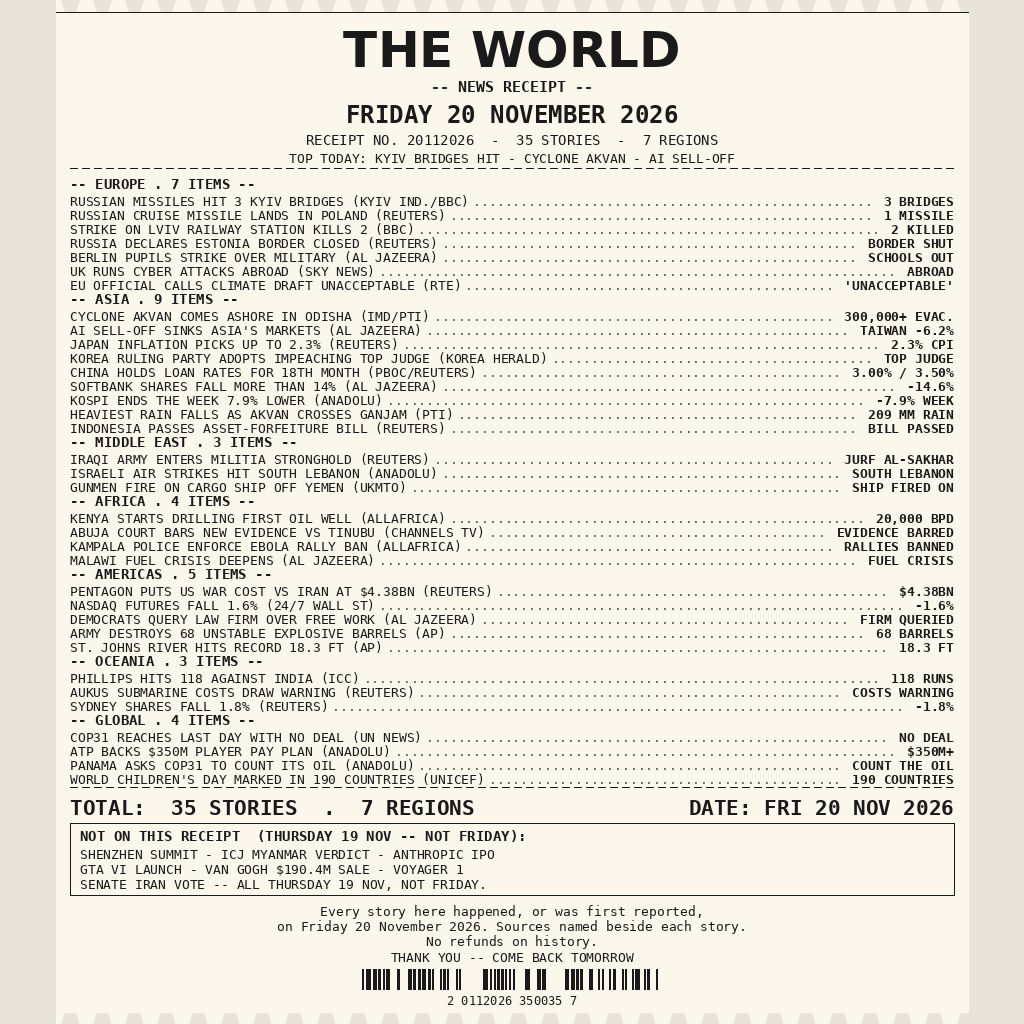 THE WORLD
-- NEWS RECEIPT --
FRIDAY 20 NOVEMBER 2026
RECEIPT NO. 20112026 - 35 STORIES - 7 REGIONS
TOP TODAY: KYIV BRIDGES HIT - CYCLONE AKVAN - AI SELL-OFF
-- EUROPE . 7 ITEMS --
RUSSIAN MISSILES HIT 3 KYIV BRIDGES (KYIV IND./BBC) 3 BRIDGES
RUSSIAN CRUISE MISSILE LANDS IN POLAND (REUTERS) 1 MISSILE
STRIKE ON LVIV RAILWAY STATION KILLS 2 (BBC) 2 KILLED
RUSSIA DECLARES ESTONIA BORDER CLOSED (REUTERS) BORDER SHUT
BERLIN PUPILS STRIKE OVER MILITARY (AL JAZEERA) SCHOOLS OUT
UK RUNS CYBER ATTACKS ABROAD (SKY NEWS) ABROAD
EU OFFICIAL CALLS CLIMATE DRAFT UNACCEPTABLE (RTE) 'UNACCEPTABLE'
-- ASIA . 9 ITEMS --
CYCLONE AKVAN COMES ASHORE IN ODISHA (IMD/PTI) 300,000+ EVAC.
AI SELL-OFF SINKS ASIA'S MARKETS (AL JAZEERA) TAIWAN -6.2%
JAPAN INFLATION PICKS UP TO 2.3% (REUTERS) 2.3% CPI
KOREA RULING PARTY ADOPTS IMPEACHING TOP JUDGE (KOREA HERALD) TOP JUDGE
CHINA HOLDS LOAN RATES FOR 18TH MONTH (PBOC/REUTERS) 3.00% / 3.50%
SOFTBANK SHARES FALL MORE THAN 14% (AL JAZEERA) -14.6%
KOSPI ENDS THE WEEK 7.9% LOWER (ANADOLU) -7.9% WEEK
HEAVIEST RAIN FALLS AS AKVAN CROSSES GANJAM (PTI) 209 MM RAIN
INDONESIA PASSES ASSET-FORFEITURE BILL (REUTERS) BILL PASSED
-- MIDDLE EAST . 3 ITEMS --
IRAQI ARMY ENTERS MILITIA STRONGHOLD (REUTERS) JURF AL-SAKHAR
ISRAELI AIR STRIKES HIT SOUTH LEBANON (ANADOLU) SOUTH LEBANON
GUNMEN FIRE ON CARGO SHIP OFF YEMEN (UKMTO) SHIP FIRED ON
-- AFRICA . 4 ITEMS --
KENYA STARTS DRILLING FIRST OIL WELL (ALLAFRICA) 20,000 BPD
ABUJA COURT BARS NEW EVIDENCE VS TINUBU (CHANNELS TV) EVIDENCE BARRED
KAMPALA POLICE ENFORCE EBOLA RALLY BAN (ALLAFRICA) RALLIES BANNED
MALAWI FUEL CRISIS DEEPENS (AL JAZEERA) FUEL CRISIS
-- AMERICAS . 5 ITEMS --
PENTAGON PUTS US WAR COST VS IRAN AT $4.38BN (REUTERS) $4.38BN
NASDAQ FUTURES FALL 1.6% (24/7 WALL ST) -1.6%
DEMOCRATS QUERY LAW FIRM OVER FREE WORK (AL JAZEERA) FIRM QUERIED
ARMY DESTROYS 68 UNSTABLE EXPLOSIVE BARRELS (AP) 68 BARRELS
ST. JOHNS RIVER HITS RECORD 18.3 FT (AP) 18.3 FT
-- OCEANIA . 3 ITEMS --
PHILLIPS HITS 118 AGAINST INDIA (ICC) 118 RUNS
AUKUS SUBMARINE COSTS DRAW WARNING (REUTERS) COSTS WARNING
SYDNEY SHARES FALL 1.8% (REUTERS) -1.8%
-- GLOBAL . 4 ITEMS --
COP31 REACHES LAST DAY WITH NO DEAL (UN NEWS) NO DEAL
ATP BACKS $350M PLAYER PAY PLAN (ANADOLU) $350M+
PANAMA ASKS COP31 TO COUNT ITS OIL (ANADOLU) COUNT THE OIL
WORLD CHILDREN'S DAY MARKED IN 190 COUNTRIES (UNICEF) 190 COUNTRIES
TOTAL: 35 STORIES . 7 REGIONS DATE: FRI 20 NOV 2026
NOT ON THIS RECEIPT (THURSDAY 19 NOV -- NOT FRIDAY):
SHENZHEN SUMMIT - ICJ MYANMAR VERDICT - ANTHROPIC IPO
GTA VI LAUNCH - VAN GOGH $190.4M SALE - VOYAGER 1
SENATE IRAN VOTE -- ALL THURSDAY 19 NOV, NOT FRIDAY.
Every story here happened, or was first reported,
on Friday 20 November 2026. Sources named beside each story.
No refunds on history.
THANK YOU -- COME BACK TOMORROW
2 0112026 350035 7